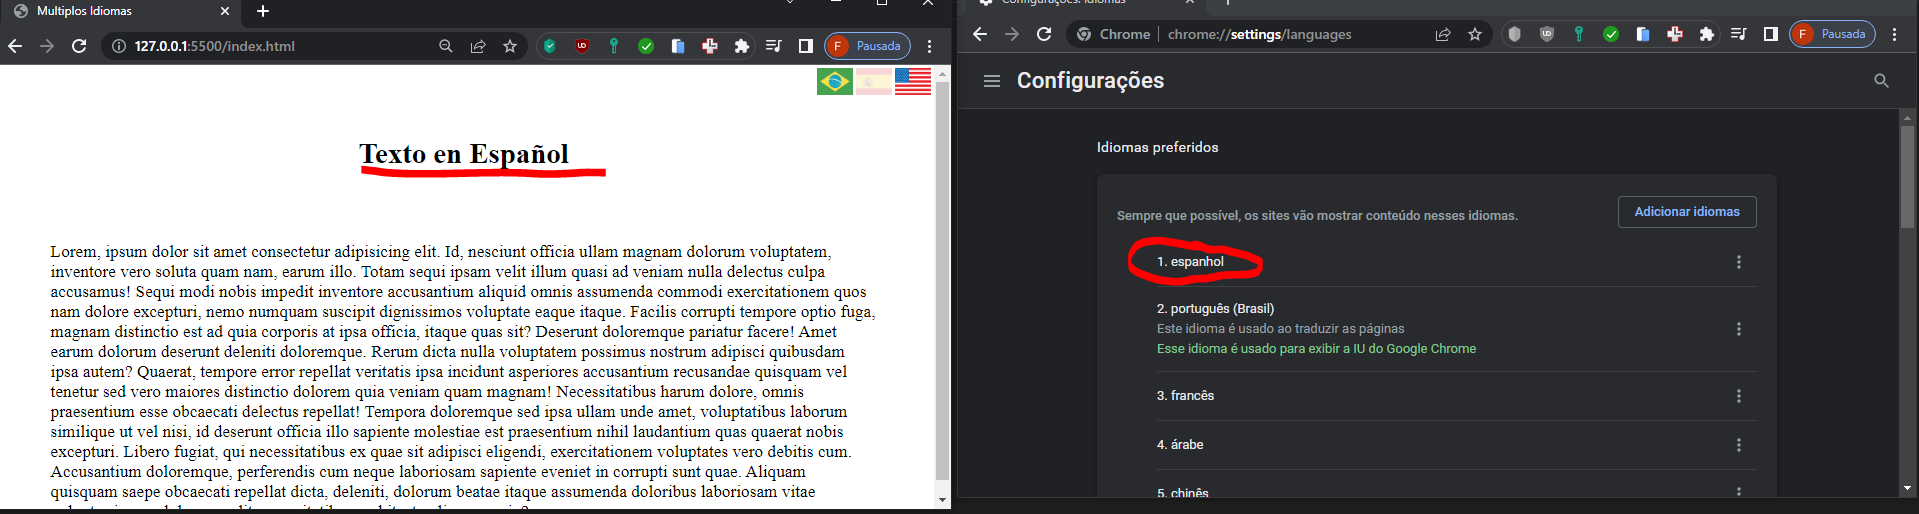 Multiplos Idiomas
127.0.0.1:5500/index.html
UD
F Pausada
Texto en Español
Lorem, ipsum dolor sit amet consectetur adipisicing elit. Id, nesciunt officia ullam magnam dolorum voluptatem,
inventore vero soluta quam nam, earum illo. Totam sequi ipsam velit illum quasi ad veniam nulla delectus culpa
accusamus! Sequi modi nobis impedit inventore accusantium aliquid omnis assumenda commodi exercitationem quos
nam dolore excepturi, nemo numquam suscipit dignissimos voluptate eaque itaque. Facilis corrupti tempore optio fuga,
magnam distinctio est ad quia corporis at ipsa officia, itaque quas sit? Deserunt doloremque pariatur facere! Amet
earum dolorum deserunt deleniti doloremque. Rerum dicta nulla voluptatem possimus nostrum adipisci quibusdam
ipsa autem? Quaerat, tempore error repellat veritatis ipsa incidunt asperiores accusantium recusandae quisquam vel
tenetur sed vero maiores distinctio dolorem quia veniam quam magnam! Necessitatibus harum dolore, omnis
praesentium esse obcaecati delectus repellat! Tempora doloremque sed ipsa ullam unde amet, voluptatibus laborum
similique ut vel nisi, id deserunt officia illo sapiente molestiae est praesentium nihil laudantium quas quaerat nobis
excepturi. Libero fugiat, qui necessitatibus ex quae sit adipisci eligendi, exercitationem voluptates vero debitis cum.
Accusantium doloremque, perferendis cum neque laboriosam sapiente eveniet in corrupti sunt quae. Aliquam
quisquam saepe obcaecati repellat dicta, deleniti, dolorum beatae itaque assumenda doloribus laboriosam vitae
Configurações: Idiomas
Chrome
chrome://settings/languages
UD
F Pausada
Configurações
Idiomas preferidos
Sempre que possível, os sites vão mostrar conteúdo nesses idiomas.
Adicionar idiomas
1. espanhol
2. português (Brasil)
Este idioma é usado ao traduzir as páginas
Esse idioma é usado para exibir a IU do Google Chrome
3. francês
4. árabe
5. chinês